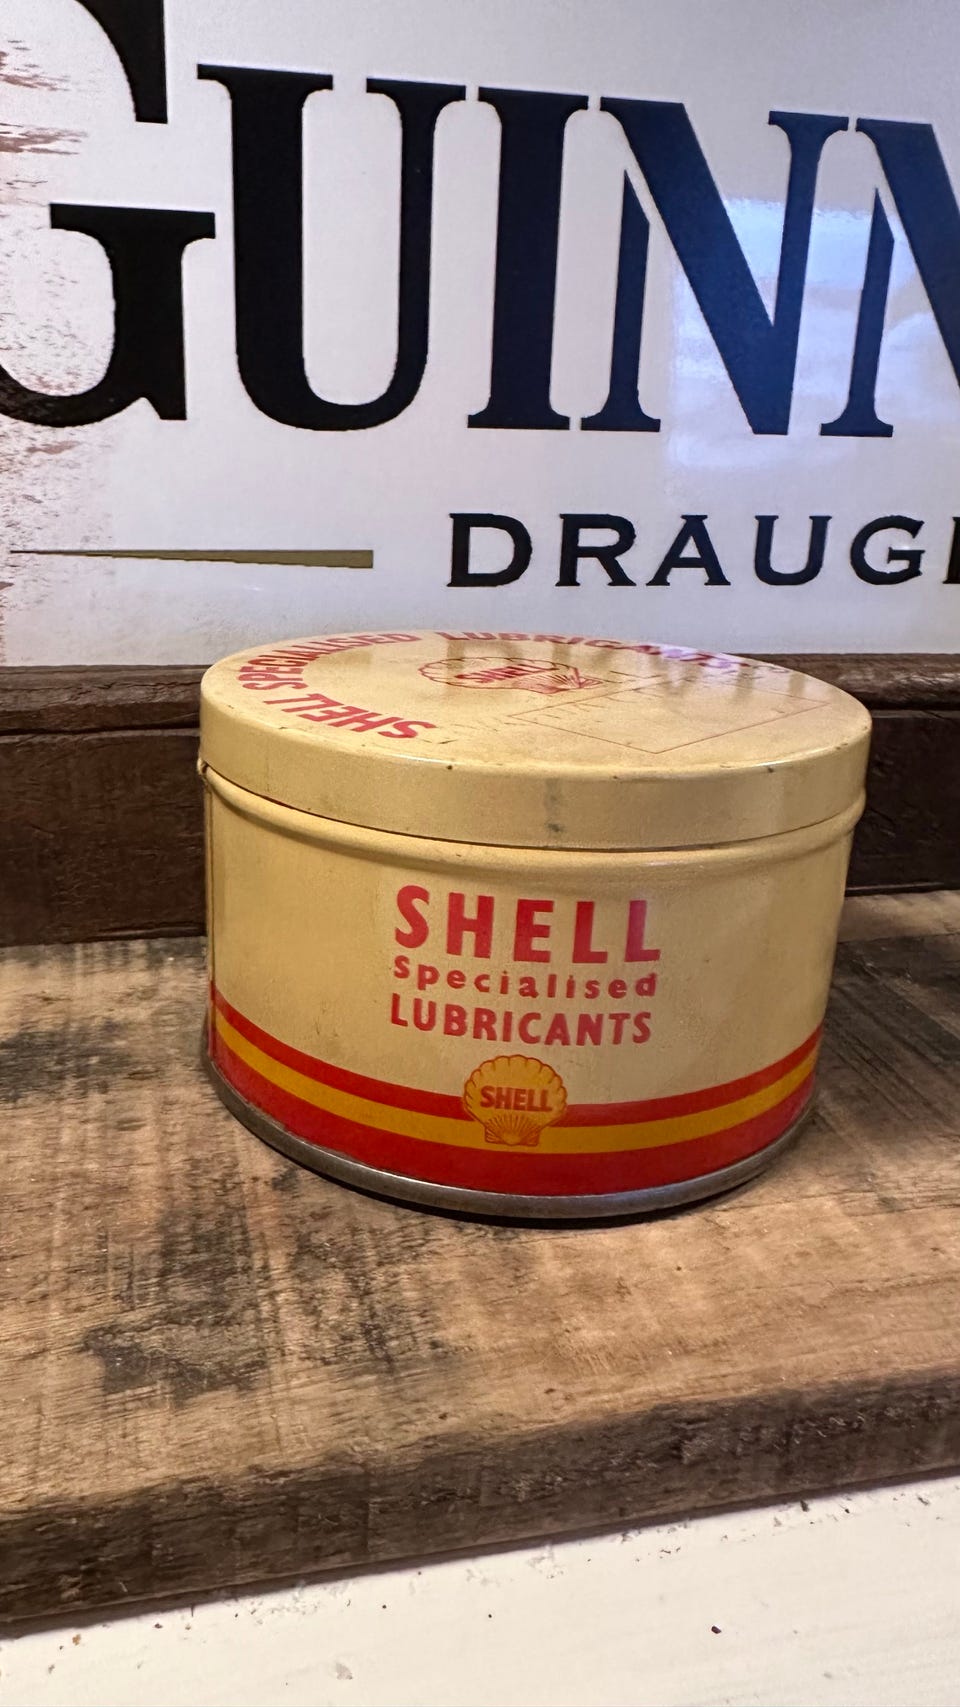 GUINN
DRAUG
SHELL SPECIALISED LUBRICANTS
SHELL
SHELL
specialised
LUBRICANTS
SHELL